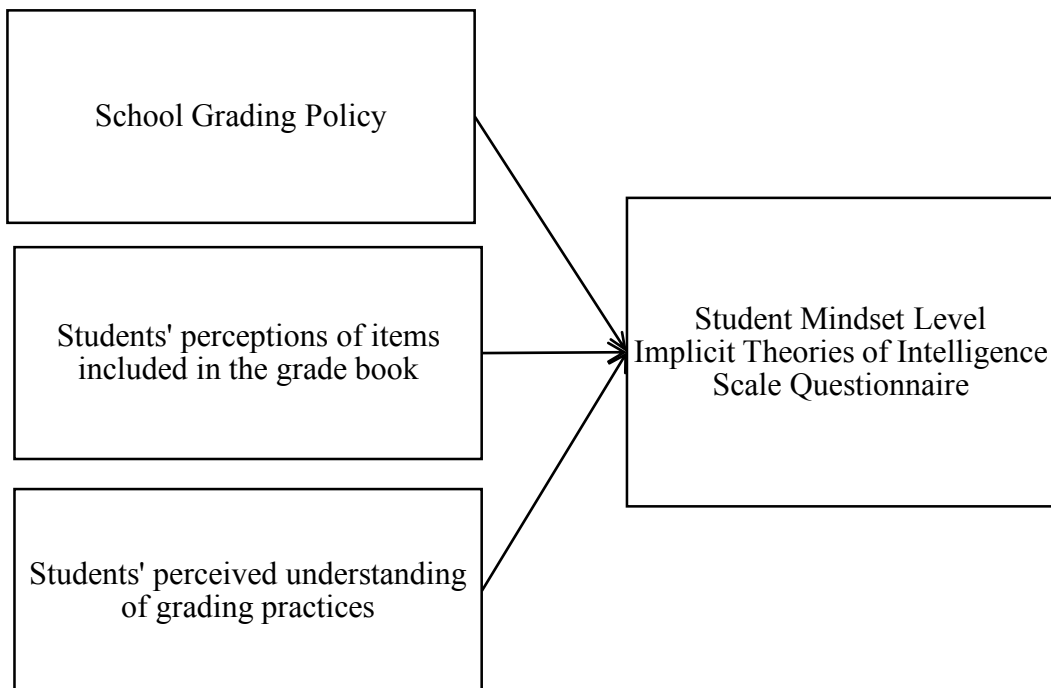 School Grading Policy
Students' perceptions of items
included in the grade book
Students' perceived understanding
of grading practices
Student Mindset Level
Implicit Theories of Intelligence
Scale Questionnaire